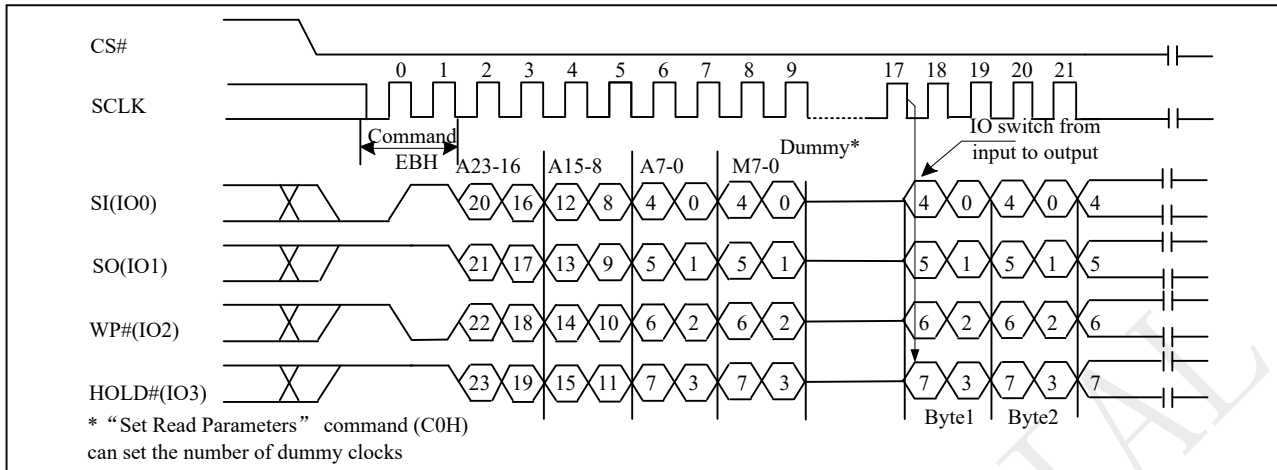 CS#
0 1 2 3 4 5 6 7 8 9 17 18 19 20 21
SCLK
Command
EBH
IO switch from
input to output
Dummy*
A23-16 A15-8 A7-0 M7-0
SI(IO0) 20 16 12 8 4 0 4 0 4 0 4 0 4
SO(IO1) 21 17 13 9 5 1 5 1 5 1 5 1 5
WP#(IO2) 22 18 14 10 6 2 6 2 6 2 6 2 6
HOLD#(IO3) 23 19 15 11 7 3 7 3 7 3 7 3 7
Byte1 Byte2
* “Set Read Parameters” command (C0H)
can set the number of dummy clocks